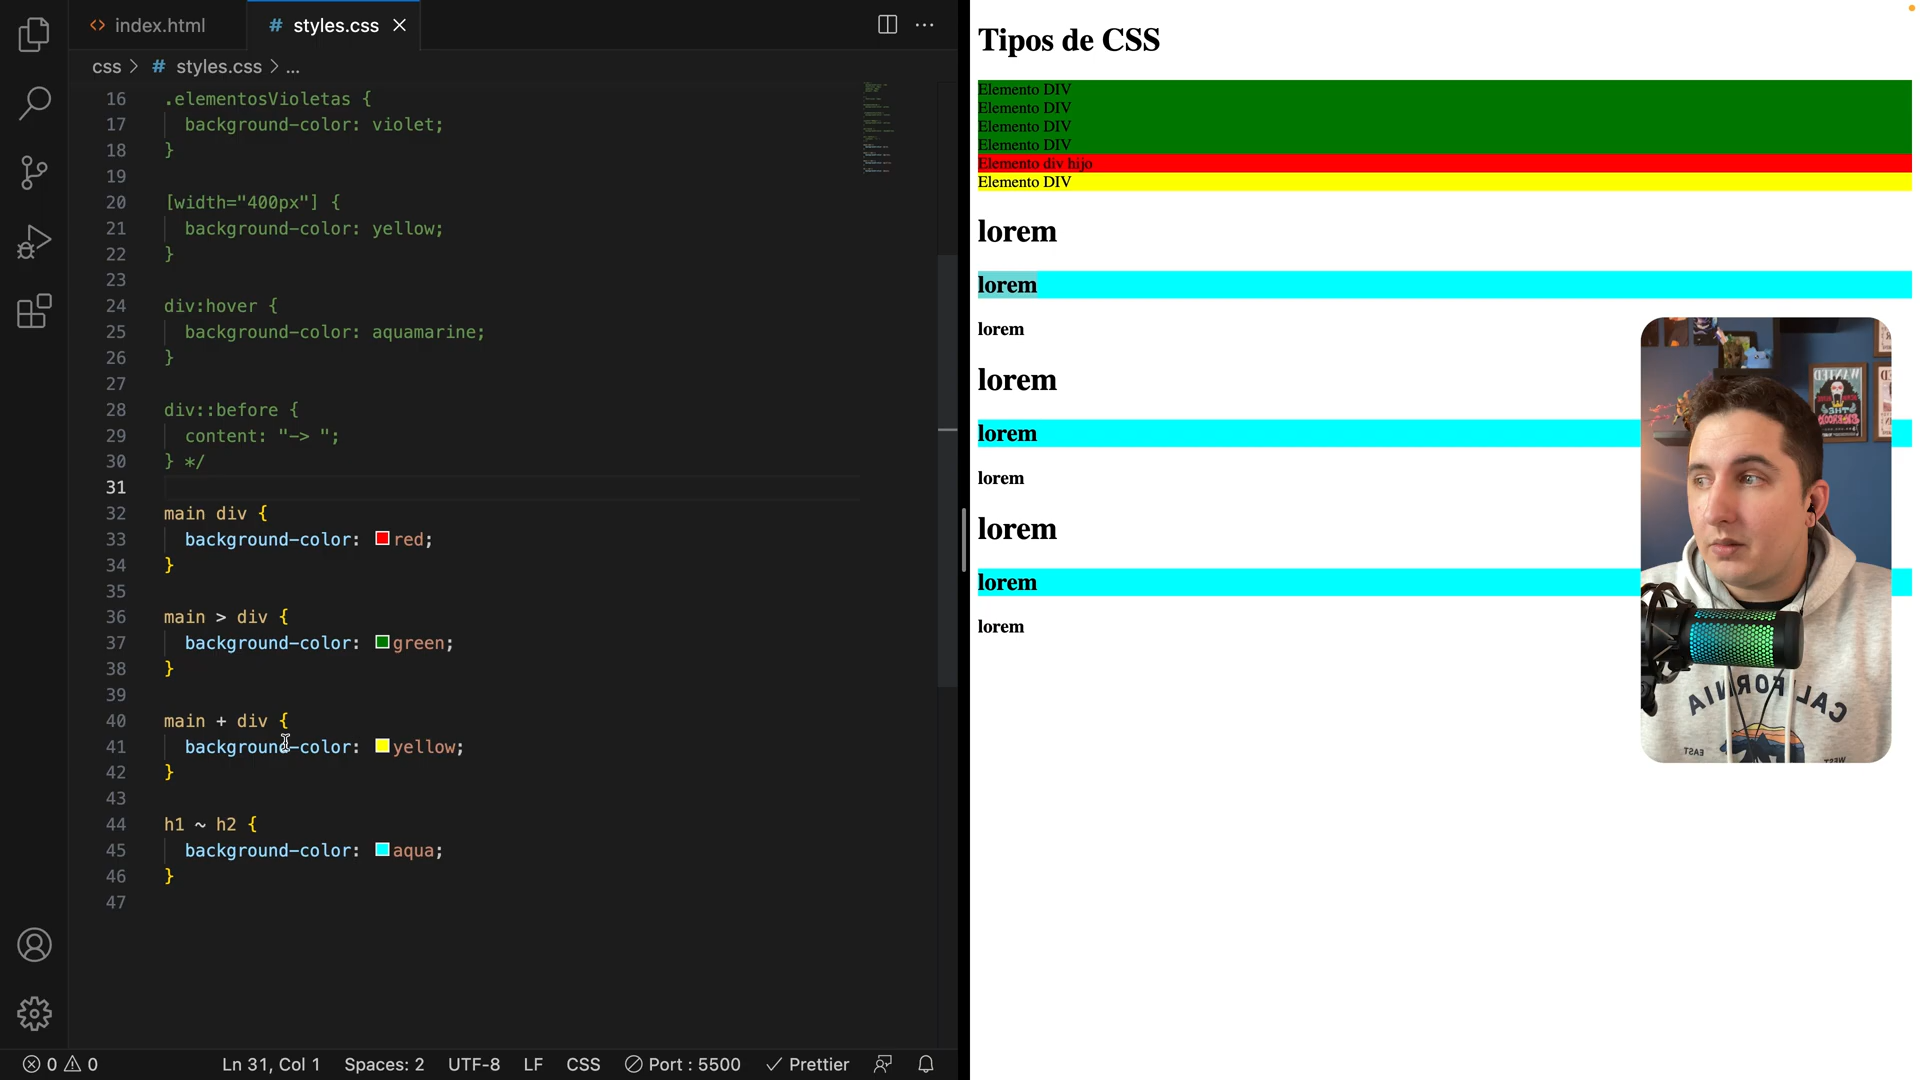 index.html
styles.css
css > # styles.css > ...
16 .elementosVioletas {
17 background-color: violet;
18 }
19
20 [width="400px"] {
21 background-color: yellow;
22 }
23
24 div:hover {
25 background-color: aquamarine;
26 }
27
28 div::before {
29 content: "-> ";
30 } */
31
32 main div {
33 background-color: red;
34 }
35
36 main > div {
37 background-color: green;
38 }
39
40 main + div {
41 background-color: yellow;
42 }
43
44 h1 ~ h2 {
45 background-color: aqua;
46 }
47
0 0 Ln 31, Col 1 Spaces: 2 UTF-8 LF CSS Port : 5500 Prettier
Tipos de CSS
Elemento DIV
Elemento DIV
Elemento DIV
Elemento DIV
Elemento div hijo
Elemento DIV
lorem
lorem
lorem
lorem
lorem
lorem
lorem
lorem
lorem
WANTED
CALIFORNIA
EAST
WEST